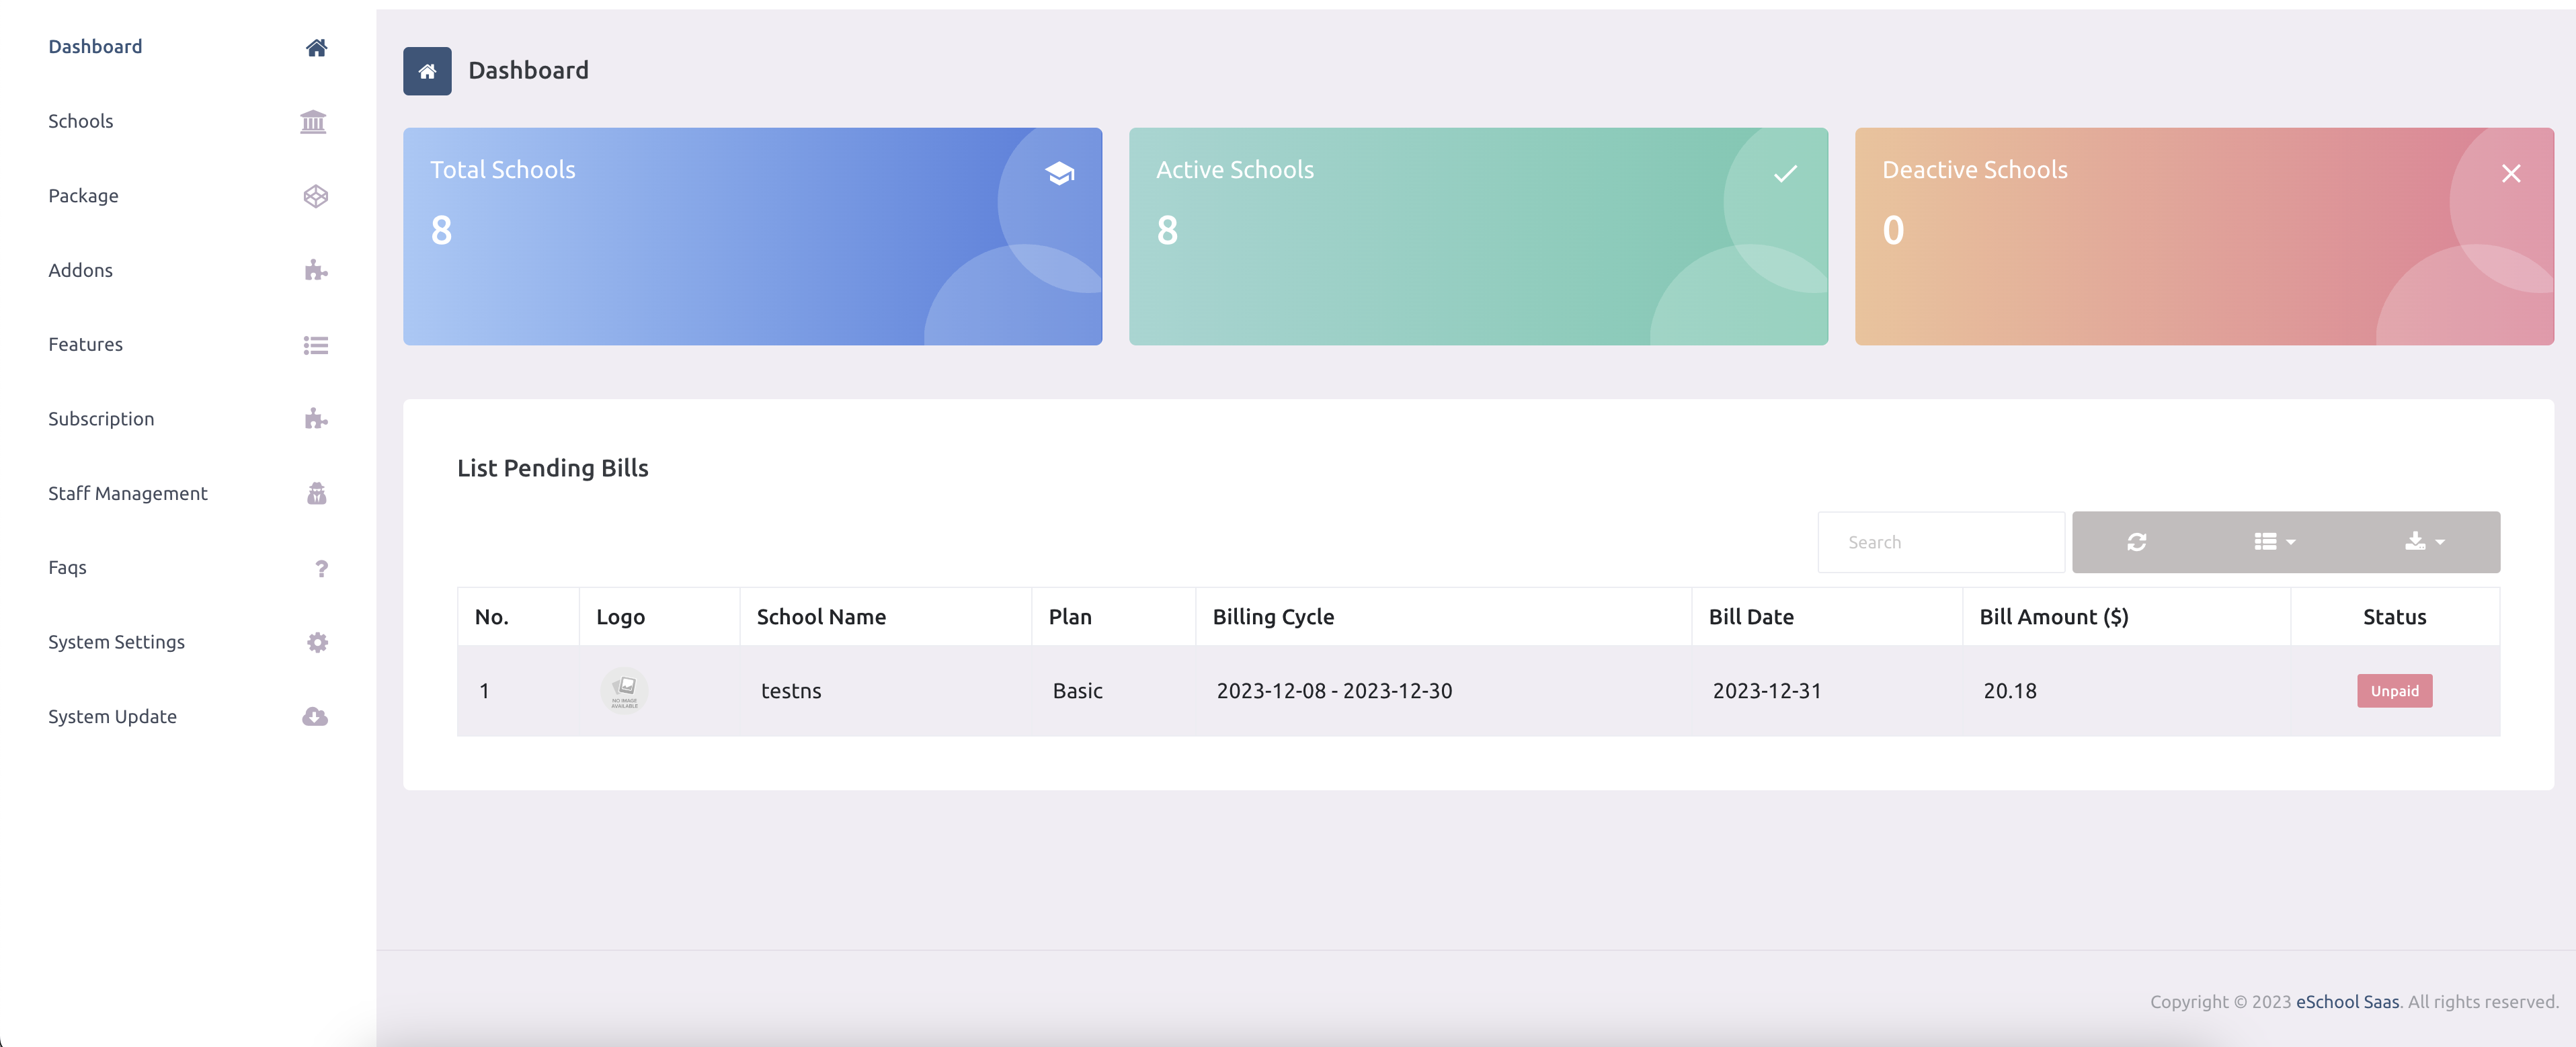 Dashboard
Schools
Package
Addons
Features
Subscription
Staff Management
Faqs
System Settings
System Update
Dashboard
Total Schools
8
Active Schools
8
Deactive Schools
0
List Pending Bills
Search
No. Logo School Name Plan Billing Cycle Bill Date Bill Amount ($) Status
1 NO IMAGE AVAILABLE testns Basic 2023-12-08 - 2023-12-30 2023-12-31 20.18 Unpaid
Copyright © 2023 eSchool Saas. All rights reserved.